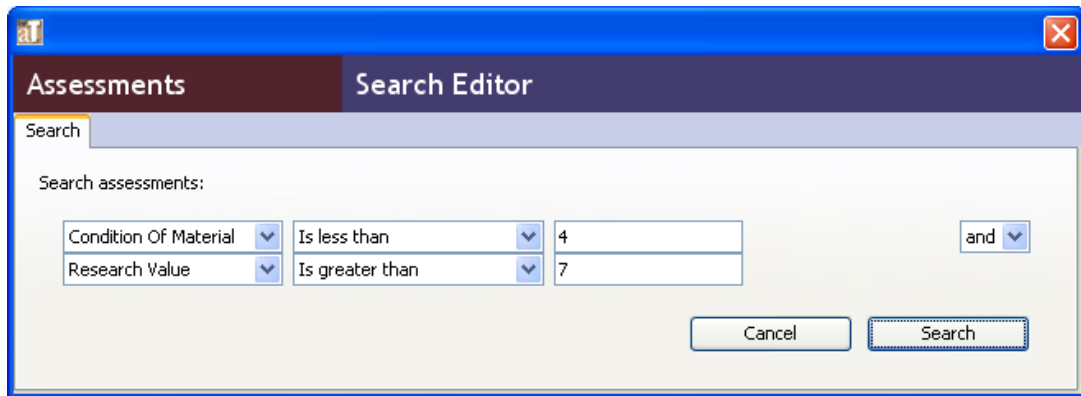 aT
Assessments Search Editor
Search
Search assessments:
Condition Of Material Is less than 4 and
Research Value Is greater than 7
Cancel Search